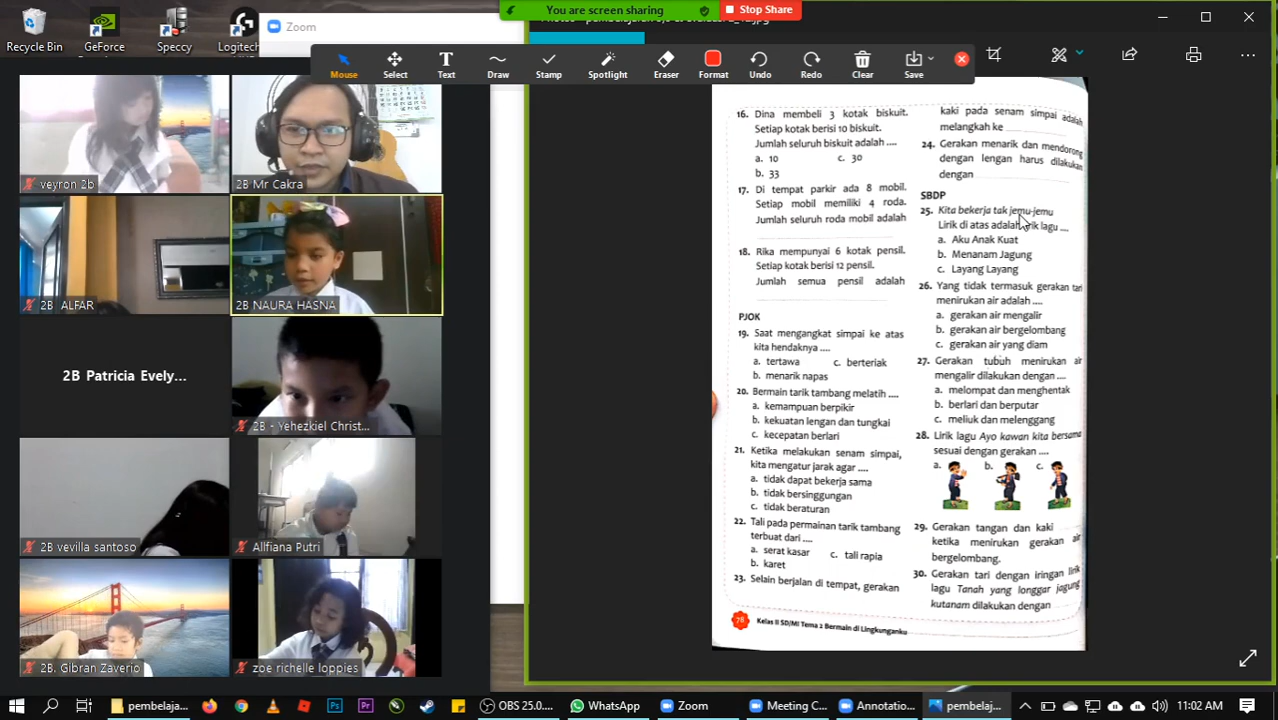 You are screen sharing
Stop Share
Recycle Bin
GeForce
Speccy
Logitech
Zoom
Mouse
Select
Text
Draw
Stamp
Spotlight
Eraser
Format
Undo
Redo
Clear
Save
veyron 2b
2B Mr Cakra
2B ALFAR
2B NAURA HASNA
2B Patricia Evely...
2B - Yehezkiel Christ...
2B vevilla santoso
Allfiana Putri
2B. Gibran Zaverio
zoe richelle loppies
16. Dina membeli 3 kotak biskuit.
Setiap kotak berisi 10 biskuit.
Jumlah seluruh biskuit adalah ....
a. 10 c. 30
b. 33
17. Di tempat parkir ada 8 mobil.
Setiap mobil memiliki 4 roda.
Jumlah seluruh roda mobil adalah
18. Rika mempunyai 6 kotak pensil.
Setiap kotak berisi 12 pensil.
Jumlah semua pensil adalah
PJOK
19. Saat mengangkat simpai ke atas
kita hendaknya ....
a. tertawa c. berteriak
b. menarik napas
20. Bermain tarik tambang melatih ....
a. kemampuan berpikir
b. kekuatan lengan dan tungkai
c. kecepatan berlari
21. Ketika melakukan senam simpai,
kita mengatur jarak agar ....
a. tidak dapat bekerja sama
b. tidak bersinggungan
c. tidak beraturan
22. Tali pada permainan tarik tambang
terbuat dari ....
a. serat kasar c. tali rapia
b. karet
23. Selain berjalan di tempat, gerakan
kaki pada senam simpai adalah
melangkah ke
24. Gerakan menarik dan mendorong
dengan lengan harus dilakukan
dengan
SBDP
25. Kita bekerja tak jemu-jemu
Lirik di atas adalah lirik lagu ....
a. Aku Anak Kuat
b. Menanam Jagung
c. Layang Layang
26. Yang tidak termasuk gerakan tari
menirukan air adalah ....
a. gerakan air mengalir
b. gerakan air bergelombang
c. gerakan air yang diam
27. Gerakan tubuh menirukan air
mengalir dilakukan dengan ....
a. melompat dan menghentak
b. berlari dan berputar
c. meliuk dan melenggang
28. Lirik lagu Ayo kawan kita bersama
sesuai dengan gerakan ....
a. b. c.
29. Gerakan tangan dan kaki
ketika menirukan gerakan air
bergelombang.
30. Gerakan tari dengan iringan lirik
lagu Tanah yang longgar jagung
kutanam dilakukan dengan
78 Kelas II SD/MI Tema 2 Bermain di Lingkunganku
pembelaja...
OBS 25.0....
WhatsApp
Zoom
Meeting C...
Annotatio...
pembelaj...
11:02 AM